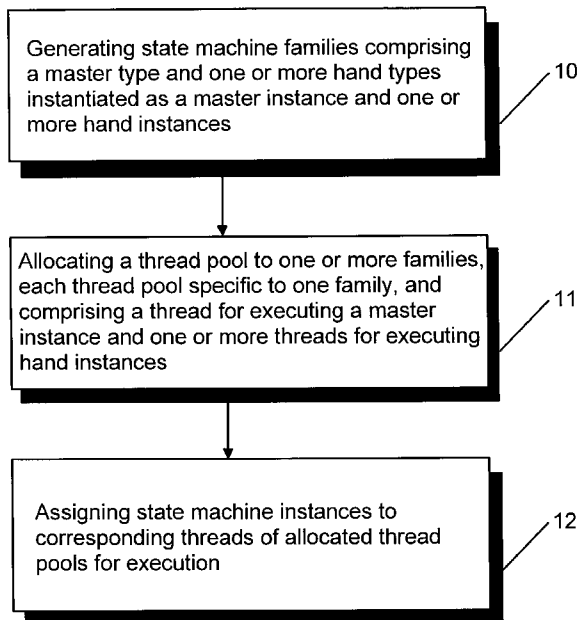 Generating state machine families comprising
a master type and one or more hand types
instantiated as a master instance and one or
more hand instances
10
Allocating a thread pool to one or more families,
each thread pool specific to one family, and
comprising a thread for executing a master
instance and one or more threads for executing
hand instances
11
Assigning state machine instances to
corresponding threads of allocated thread
pools for execution
12